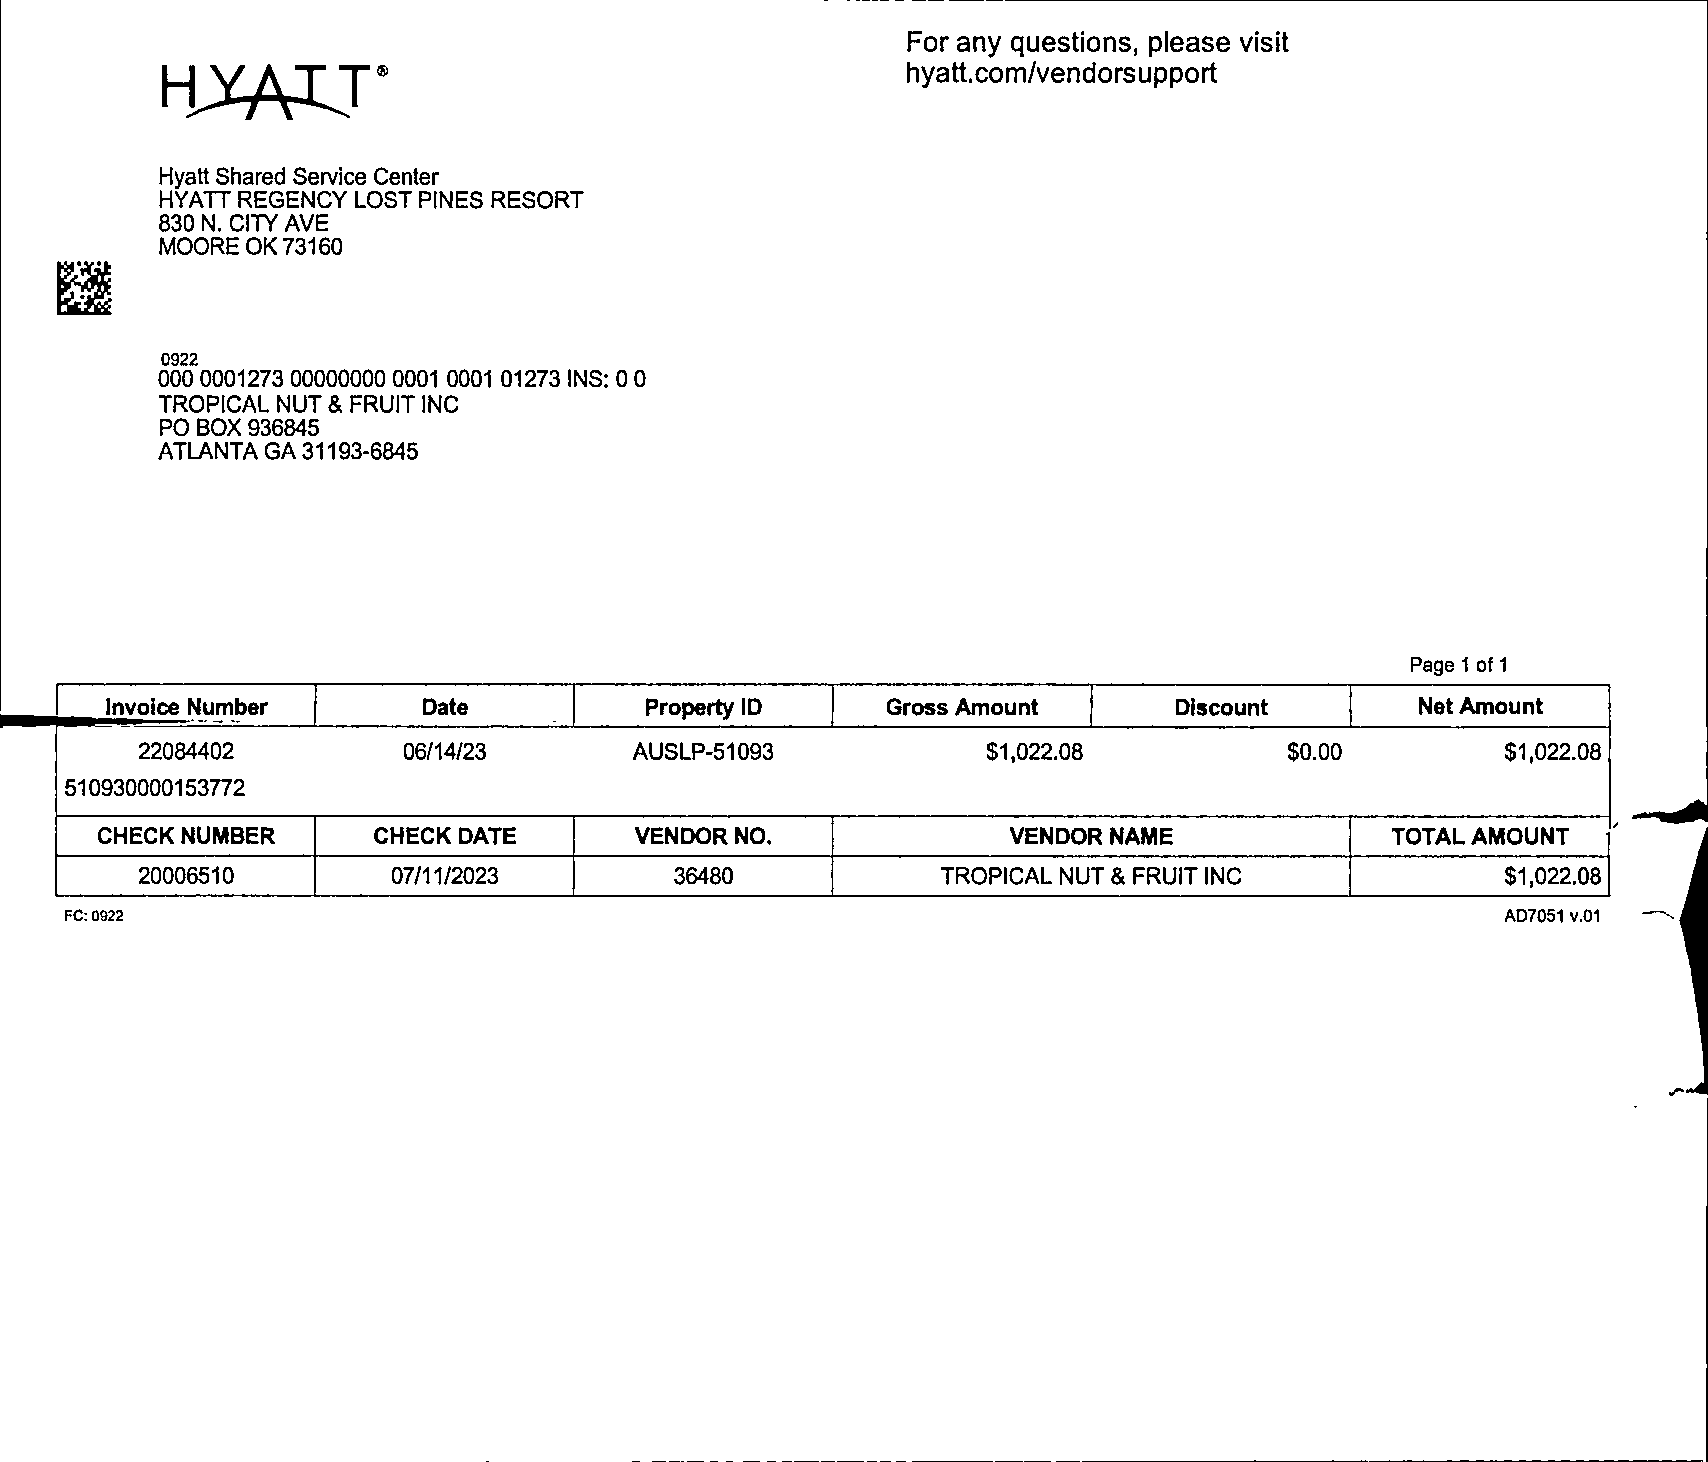 For any questions, please visit
hyatt.com/vendorsupport
HYATT®
Hyatt Shared Service Center
HYATT REGENCY LOST PINES RESORT
830 N. CITY AVE
MOORE OK 73160
0922
000 0001273 00000000 0001 0001 01273 INS: 0 0
TROPICAL NUT & FRUIT INC
PO BOX 936845
ATLANTA GA 31193-6845
Page 1 of 1
Invoice Number Date Property ID Gross Amount Discount Net Amount
22084402 06/14/23 AUSLP-51093 $1,022.08 $0.00 $1,022.08
510930000153772
CHECK NUMBER CHECK DATE VENDOR NO. VENDOR NAME TOTAL AMOUNT
20006510 07/11/2023 36480 TROPICAL NUT & FRUIT INC $1,022.08
FC: 0922 AD7051 v.01